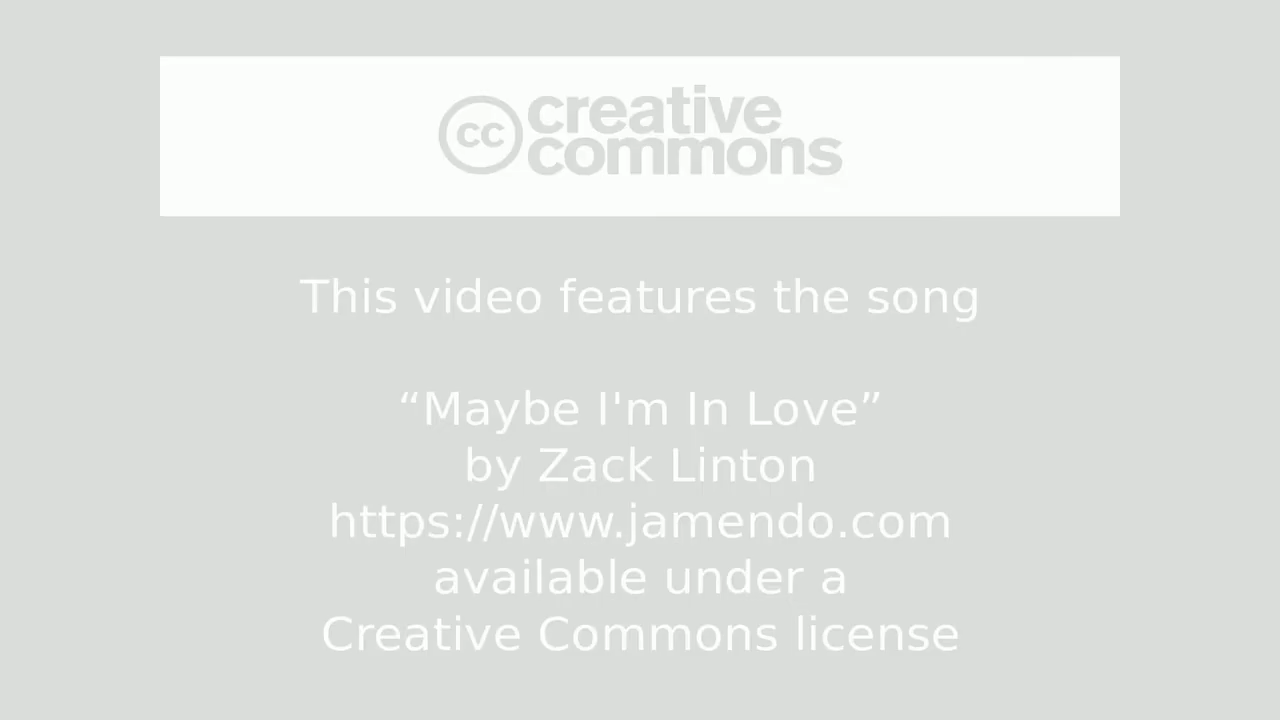 cc creative
commons
This video features the song
“Maybe I'm In Love”
by Zack Linton
https://www.jamendo.com
available under a
Creative Commons license